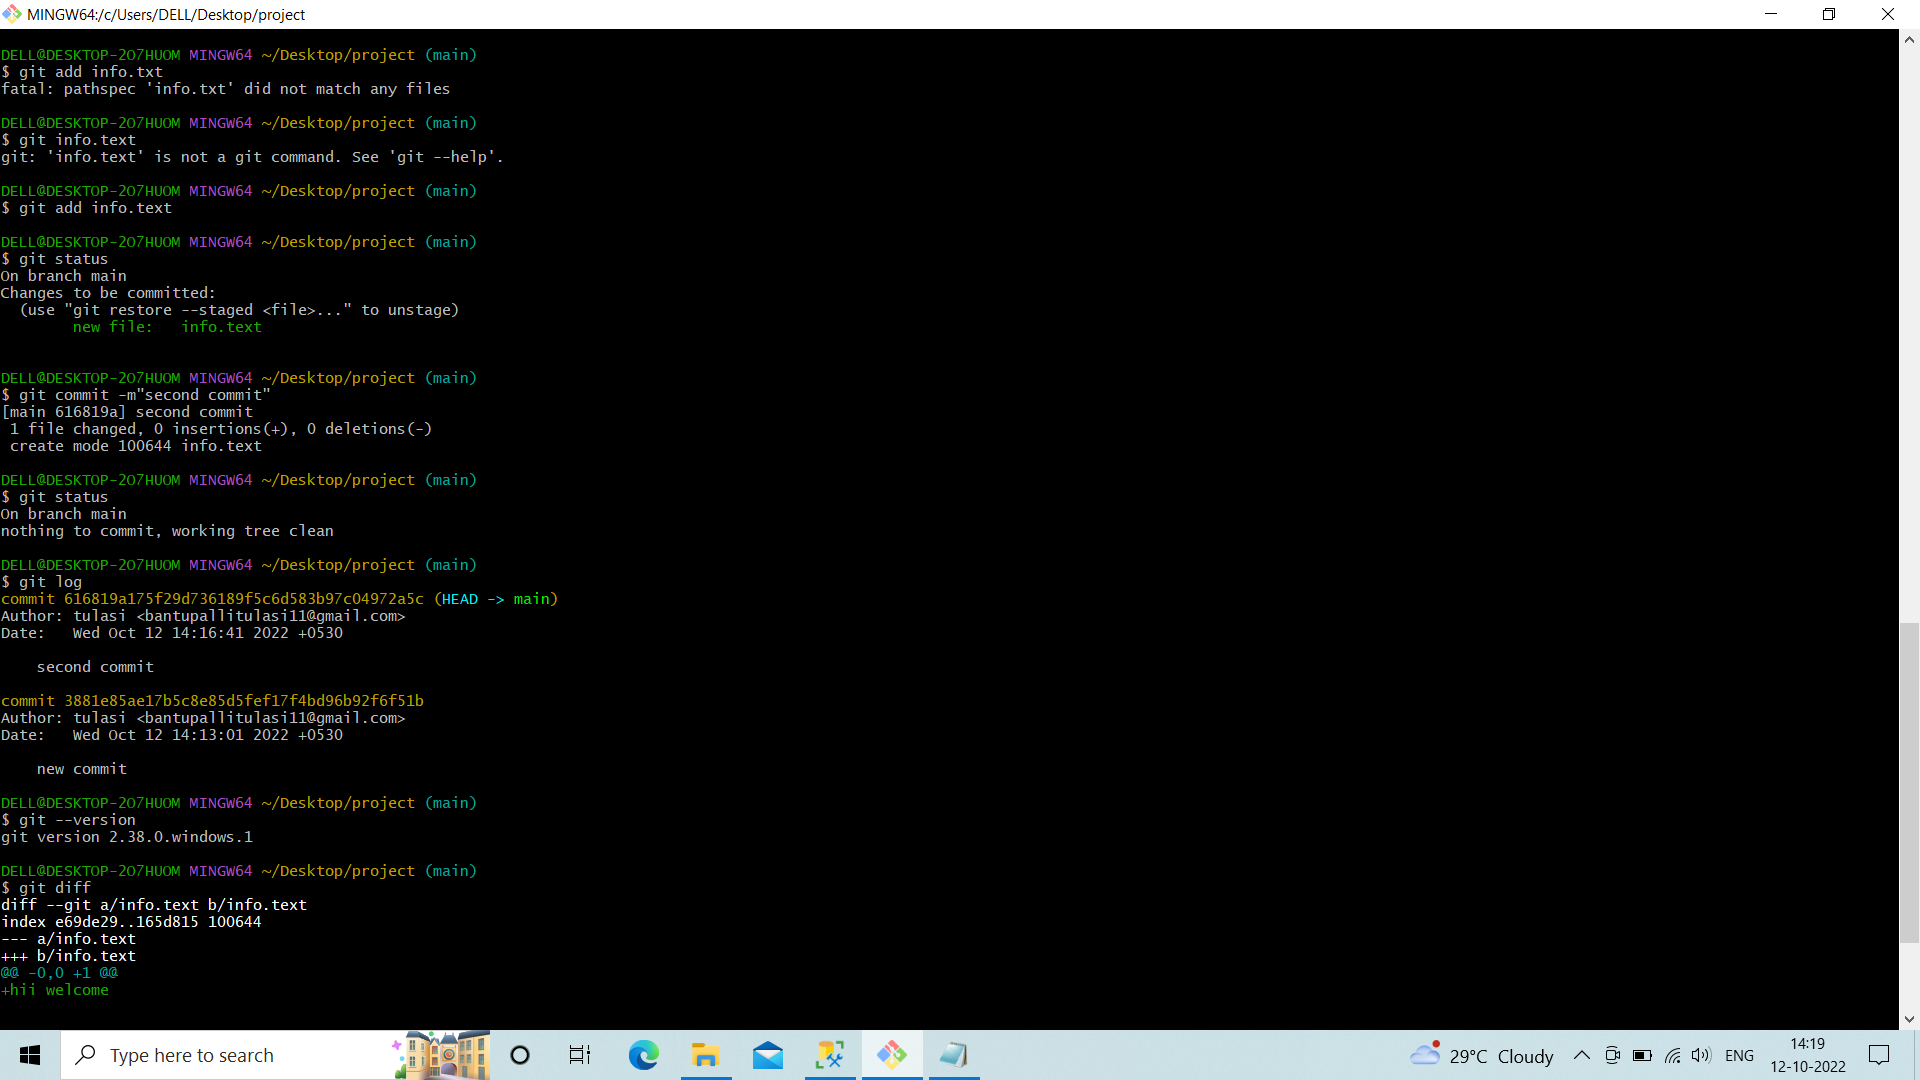 MINGW64:/c/Users/DELL/Desktop/project
DELL@DESKTOP-2O7HUOM MINGW64 ~/Desktop/project (main)
$ git add info.txt
fatal: pathspec 'info.txt' did not match any files
DELL@DESKTOP-2O7HUOM MINGW64 ~/Desktop/project (main)
$ git info.text
git: 'info.text' is not a git command. See 'git --help'.
DELL@DESKTOP-2O7HUOM MINGW64 ~/Desktop/project (main)
$ git add info.text
DELL@DESKTOP-2O7HUOM MINGW64 ~/Desktop/project (main)
$ git status
On branch main
Changes to be committed:
  (use "git restore --staged <file>..." to unstage)
        new file:   info.text
DELL@DESKTOP-2O7HUOM MINGW64 ~/Desktop/project (main)
$ git commit -m"second commit"
[main 616819a] second commit
 1 file changed, 0 insertions(+), 0 deletions(-)
 create mode 100644 info.text
DELL@DESKTOP-2O7HUOM MINGW64 ~/Desktop/project (main)
$ git status
On branch main
nothing to commit, working tree clean
DELL@DESKTOP-2O7HUOM MINGW64 ~/Desktop/project (main)
$ git log
commit 616819a175f29d736189f5c6d583b97c04972a5c (HEAD -> main)
Author: tulasi <bantupallitulasi11@gmail.com>
Date:   Wed Oct 12 14:16:41 2022 +0530
    second commit
commit 3881e85ae17b5c8e85d5fef17f4bd96b92f6f51b
Author: tulasi <bantupallitulasi11@gmail.com>
Date:   Wed Oct 12 14:13:01 2022 +0530
    new commit
DELL@DESKTOP-2O7HUOM MINGW64 ~/Desktop/project (main)
$ git --version
git version 2.38.0.windows.1
DELL@DESKTOP-2O7HUOM MINGW64 ~/Desktop/project (main)
$ git diff
diff --git a/info.text b/info.text
index e69de29..165d815 100644
--- a/info.text
+++ b/info.text
@@ -0,0 +1 @@
+hii welcome
Type here to search
29°C Cloudy
ENG
14:19
12-10-2022